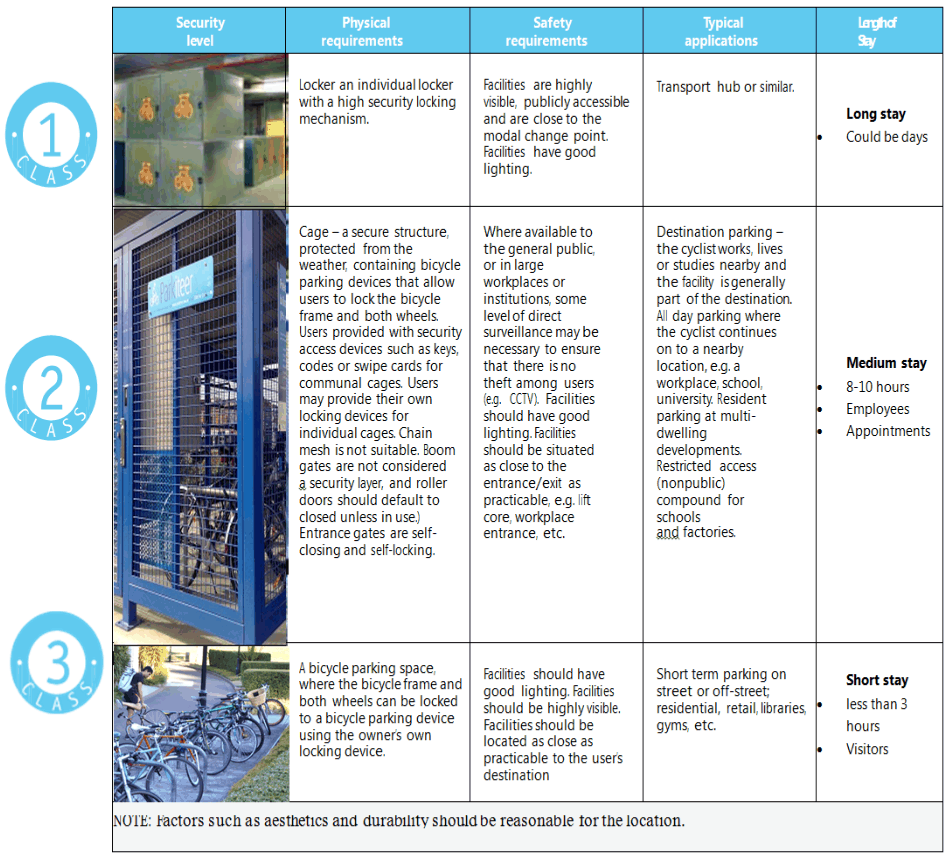 Security level
Physical requirements
Safety requirements
Typical applications
Length of Stay
1
CLASS
Locker an individual locker
with a high security locking
mechanism.
Facilities are highly
visible, publicly accessible
and are close to the
modal change point.
Facilities have good
lighting.
Transport hub or similar.
Long stay
• Could be days
2
CLASS
Parkiteer
Cage – a secure structure,
protected from the
weather, containing bicycle
parking devices that allow
users to lock the bicycle
frame and both wheels.
Users provided with security
access devices such as keys,
codes or swipe cards for
communal cages. Users
may provide their own
locking devices for
individual cages. Chain
mesh is not suitable. Boom
gates are not considered
a security layer, and roller
doors should default to
closed unless in use.)
Entrance gates are self-
closing and self-locking.
Where available to
the general public,
or in large
workplaces or
institutions, some
level of direct
surveillance may be
necessary to ensure
that there is no
theft among users
(e.g. CCTV). Facilities
should have good
lighting. Facilities
should be situated
as close to the
entrance/exit as
practicable, e.g. lift
core, workplace
entrance, etc.
Destination parking –
the cyclist works, lives
or studies nearby and
the facility is generally
part of the destination.
All day parking where
the cyclist continues
on to a nearby
location, e.g. a
workplace, school,
university. Resident
parking at multi-
dwelling
developments.
Restricted access
(nonpublic)
compound for
schools
and factories.
Medium stay
• 8-10 hours
• Employees
• Appointments
3
CLASS
A bicycle parking space,
where the bicycle frame and
both wheels can be locked
to a bicycle parking device
using the owner's own
locking device.
Facilities should have
good lighting. Facilities
should be highly visible.
Facilities should be
located as close as
practicable to the user's
destination
Short term parking on
street or off-street;
residential, retail, libraries,
gyms, etc.
Short stay
• less than 3
hours
• Visitors
NOTE: Factors such as aesthetics and durability should be reasonable for the location.